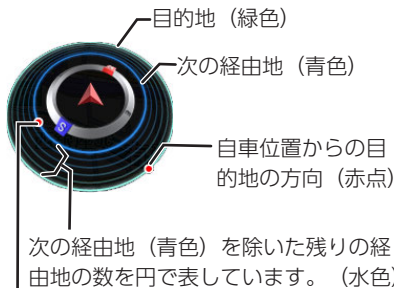 目的地（緑色）
次の経由地（青色）
S
自車位置からの目
的地の方向（赤点）
次の経由地（青色）を除いた残りの経
由地の数を円で表しています。（水色）